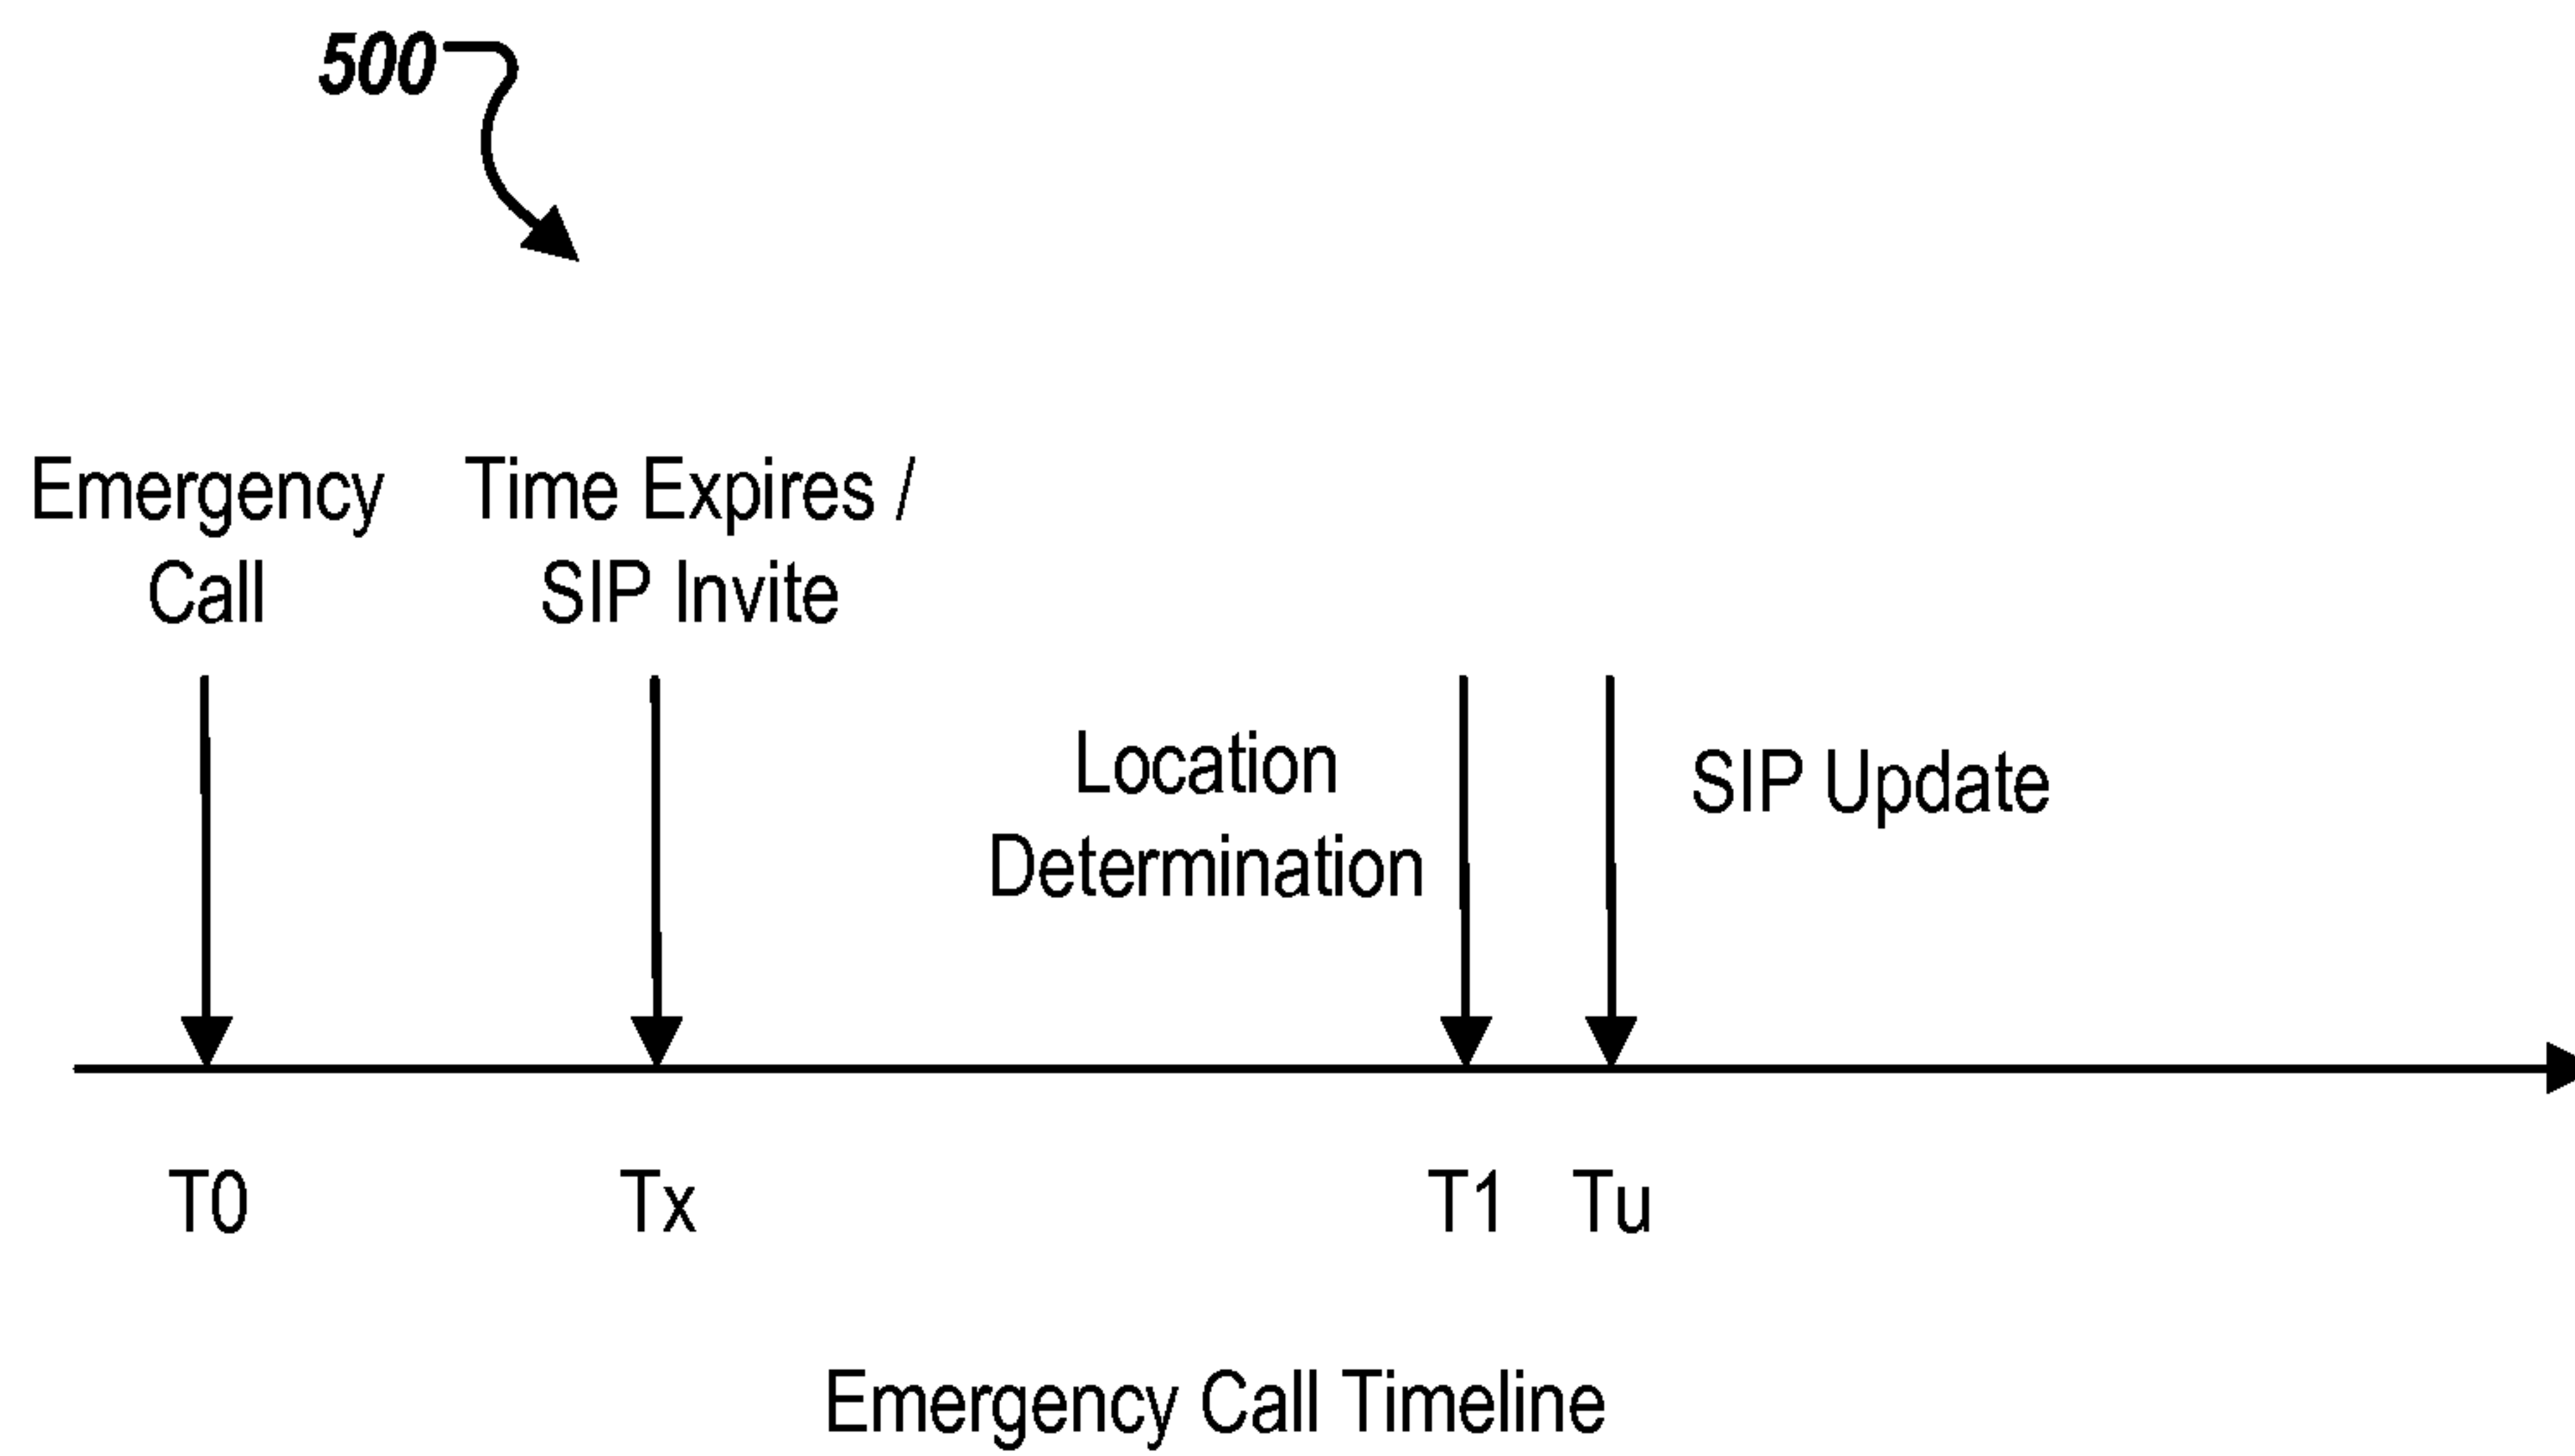 500
Emergency
Call
Time Expires /
SIP Invite
Location
Determination
SIP Update
T0
Tx
T1
Tu
Emergency Call Timeline